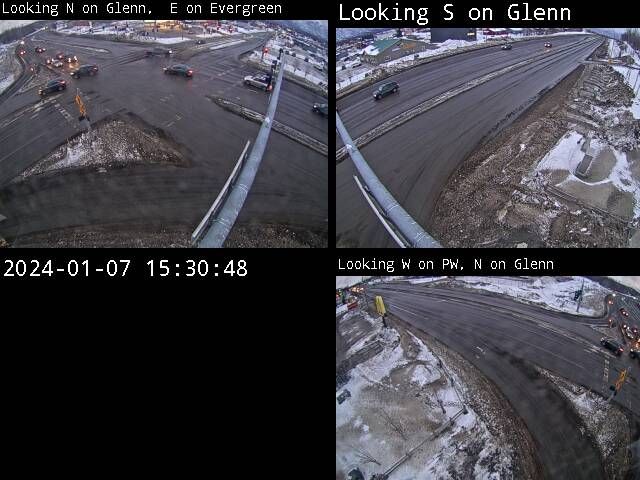 Looking N on Glenn,  E on Evergreen
Looking S on Glenn
2024-01-07 15:30:48
Looking W on PW, N on Glenn